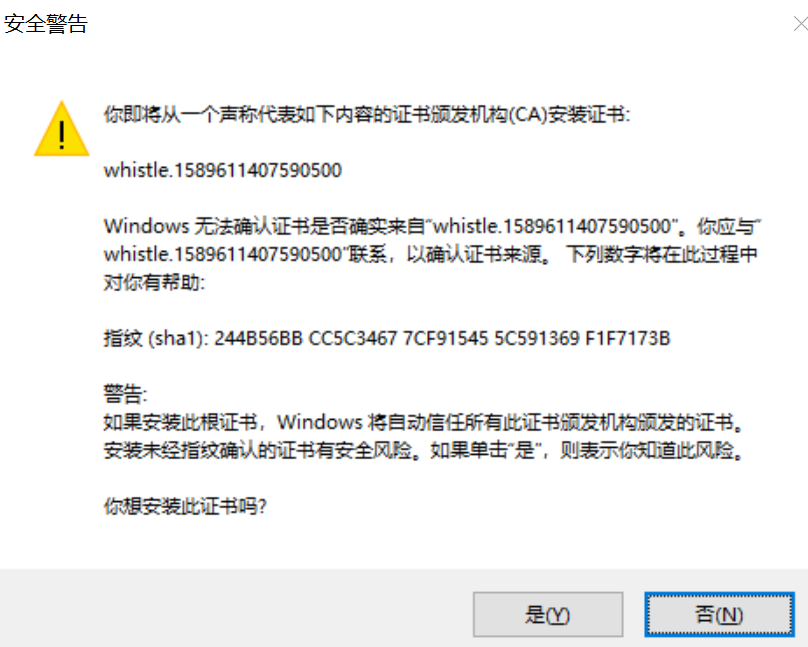 安全警告
你即将从一个声称代表如下内容的证书颁发机构(CA)安装证书:
whistle.1589611407590500
Windows 无法确认证书是否确实来自“whistle.1589611407590500”。你应与“
whistle.1589611407590500”联系，以确认证书来源。 下列数字将在此过程中
对你有帮助:
指纹 (sha1): 244B56BB CC5C3467 7CF91545 5C591369 F1F7173B
警告:
如果安装此根证书，Windows 将自动信任所有此证书颁发机构颁发的证书。
安装未经指纹确认的证书有安全风险。如果单击“是”，则表示你知道此风险。
你想安装此证书吗?
是(Y) 否(N)